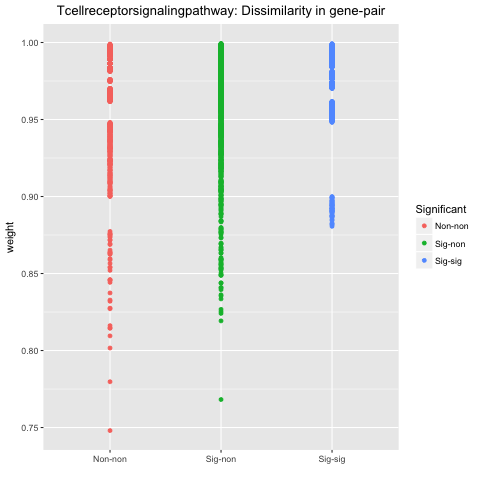 Tcellreceptorsignalingpathway: Dissimilarity in gene-pair
1.00
0.95
0.90
0.85
0.80
0.75
weight
Non-non
Sig-non
Sig-sig
Significant
Non-non
Sig-non
Sig-sig